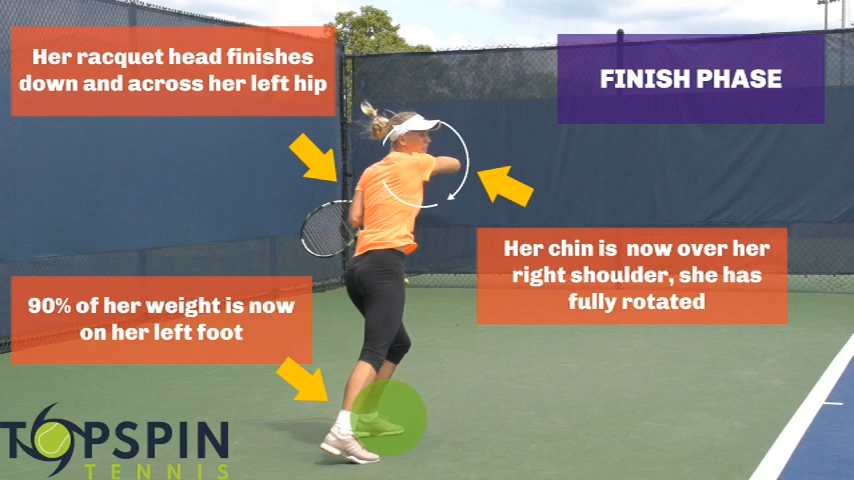 Her racquet head finishes
down and across her left hip
FINISH PHASE
Her chin is now over her
right shoulder, she has
fully rotated
90% of her weight is now
on her left foot
TOPSPIN
TENNIS